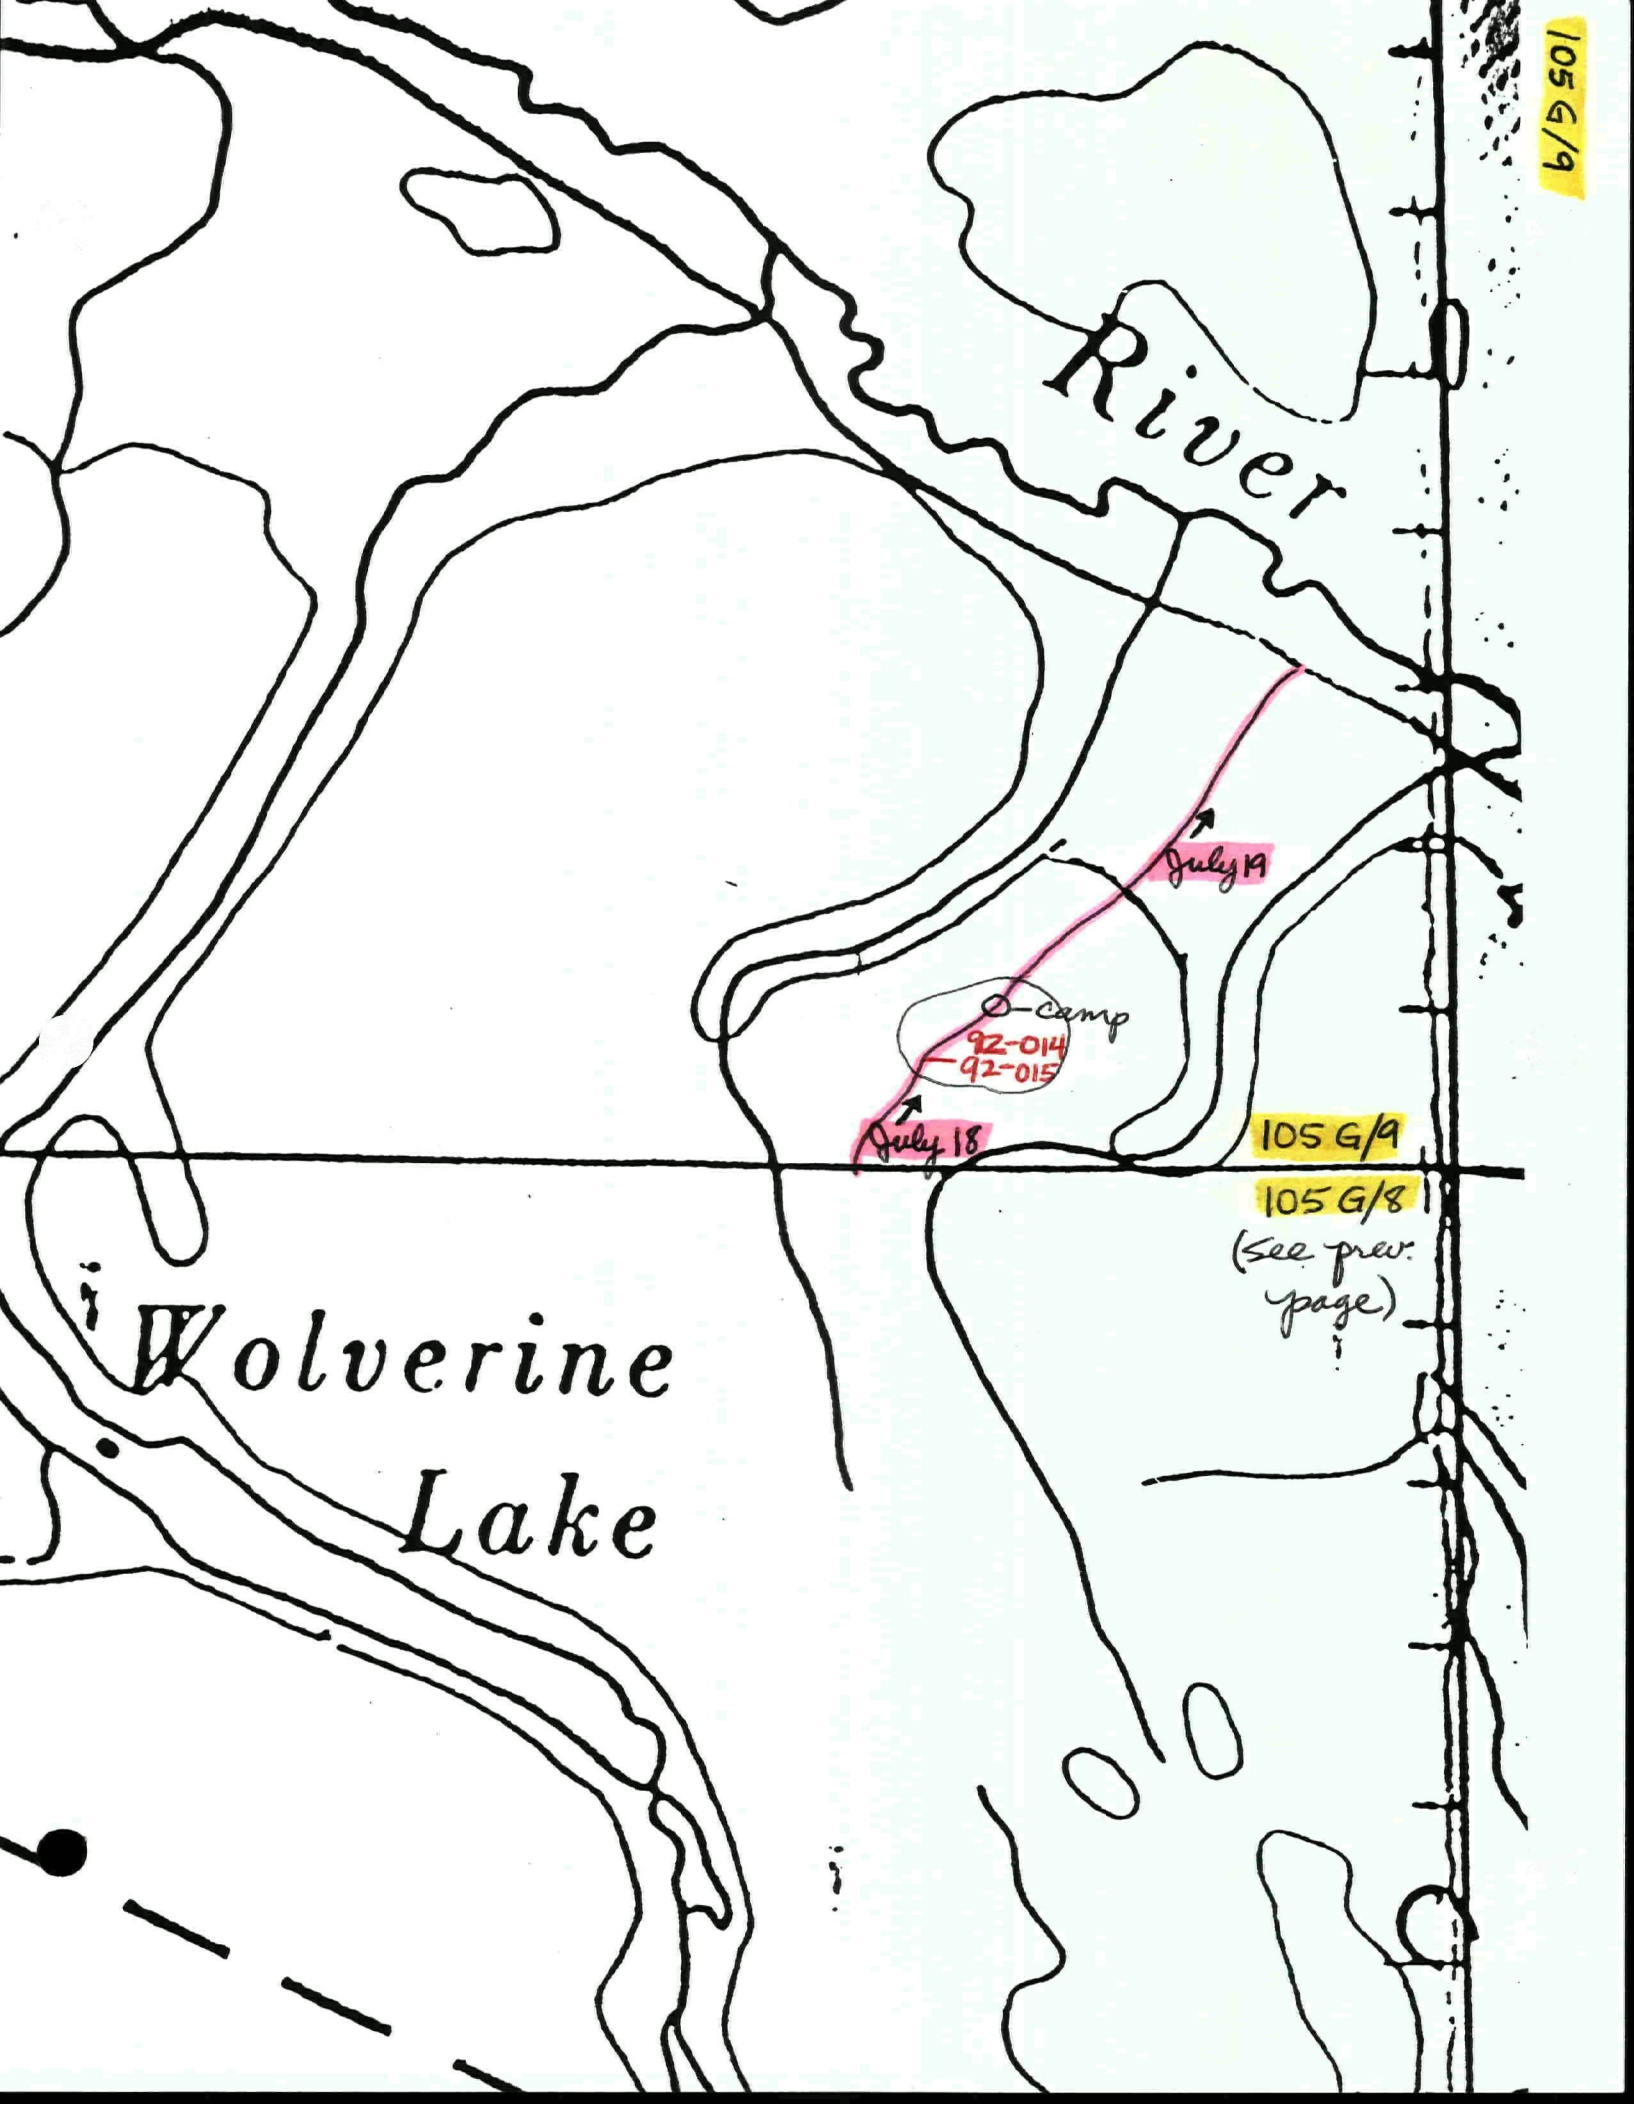 105 G/9
River
July 19
camp
92-014
92-015
July 18
105 G/9
105 G/8
(see prev.
page)
Wolverine
Lake